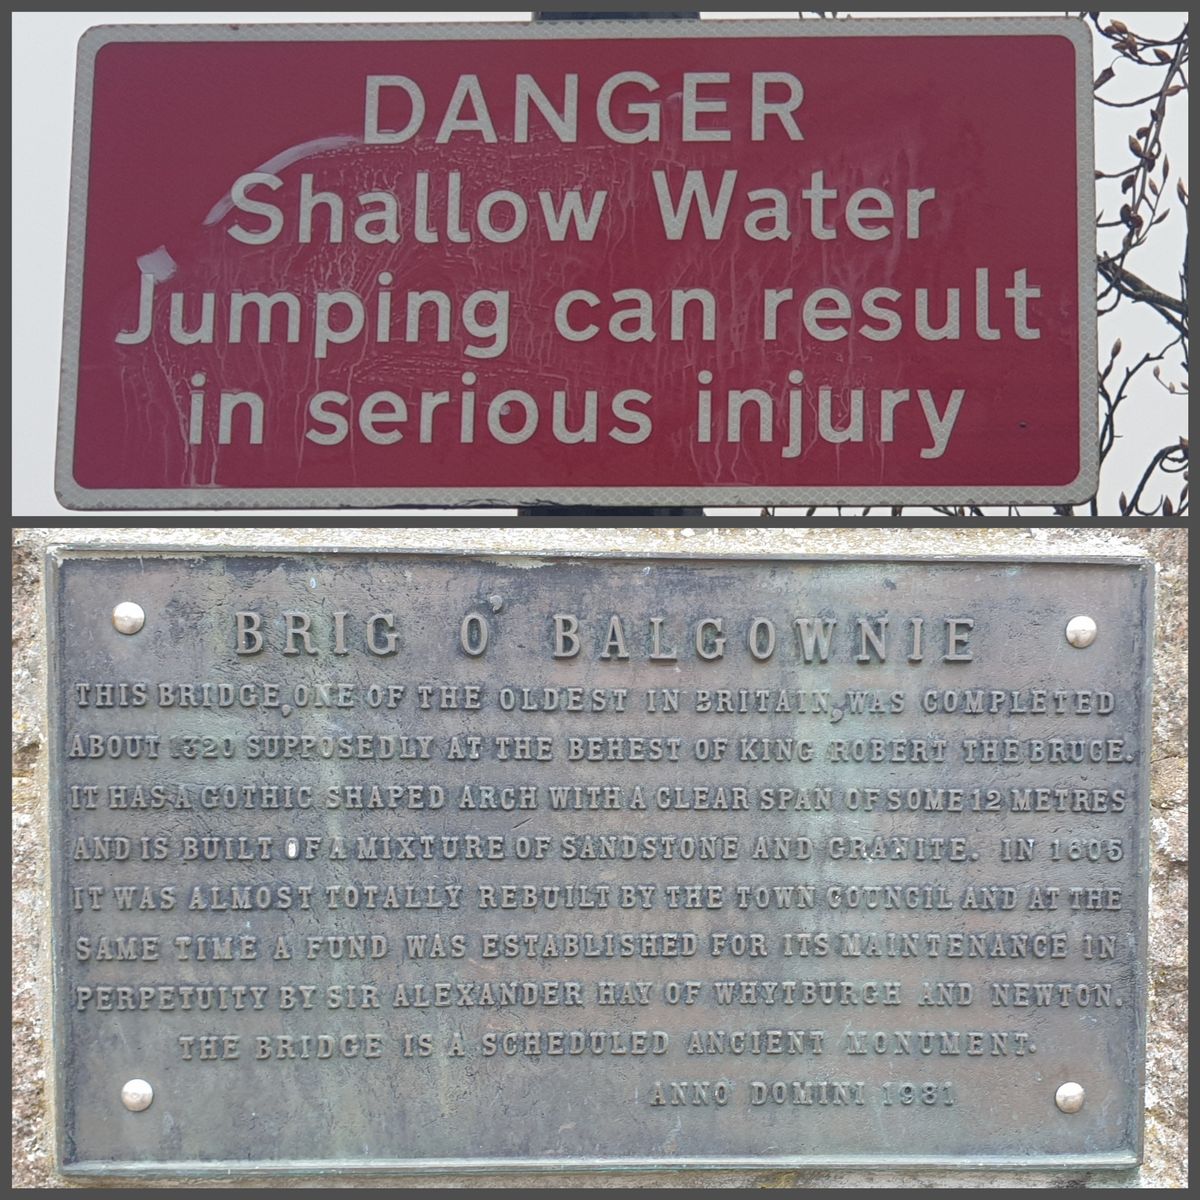 DANGER
Shallow Water
Jumping can result
in serious injury
BRIG O' BALGOWNIE
THIS BRIDGE, ONE OF THE OLDEST IN BRITAIN, WAS COMPLETED
ABOUT 1320 SUPPOSEDLY AT THE BEHEST OF KING ROBERT THE BRUCE.
IT HAS A GOTHIC SHAPED ARCH WITH A CLEAR SPAN OF SOME 12 METRES
AND IS BUILT OF A MIXTURE OF SANDSTONE AND GRANITE. IN 1605
IT WAS ALMOST TOTALLY REBUILT BY THE TOWN COUNCIL AND AT THE
SAME TIME A FUND WAS ESTABLISHED FOR ITS MAINTENANCE IN
PERPETUITY BY SIR ALEXANDER HAY OF WHYTBURGH AND NEWTON.
THE BRIDGE IS A SCHEDULED ANCIENT MONUMENT.
ANNO DOMINI 1981